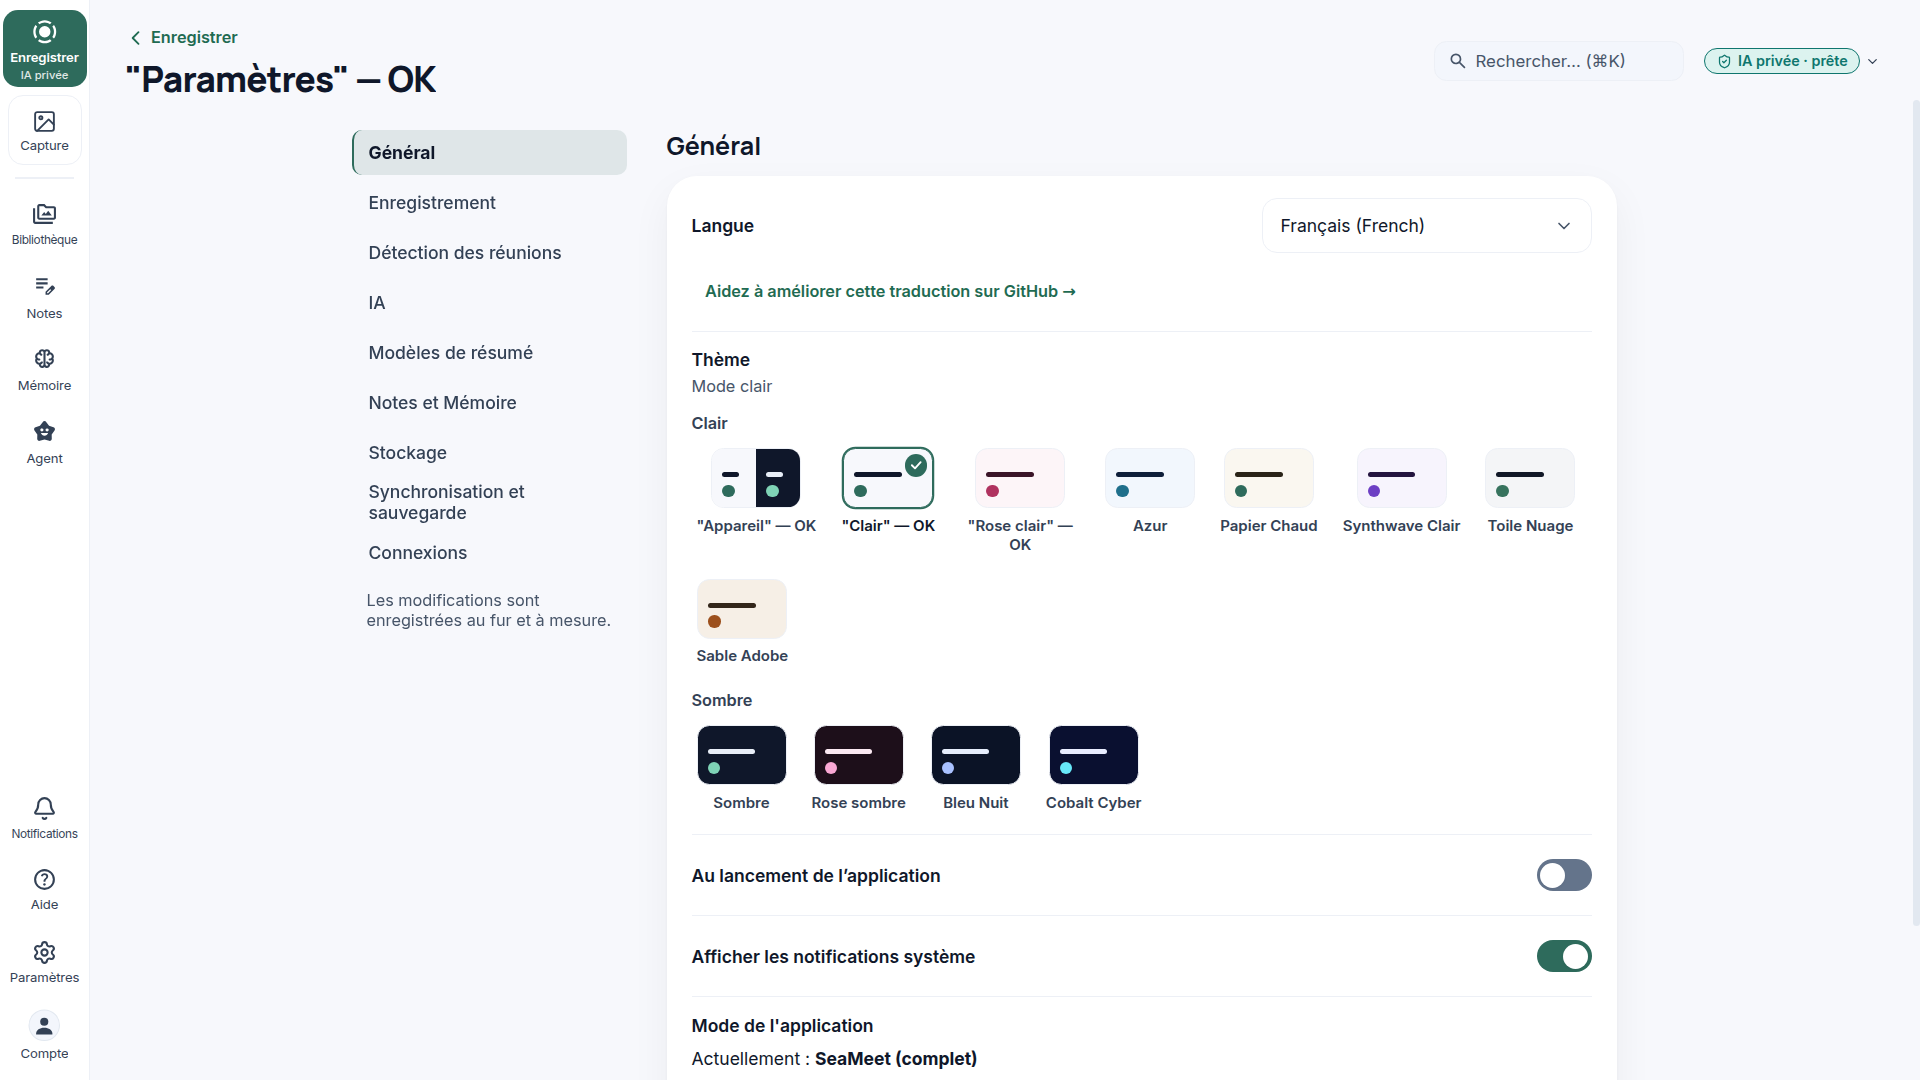 Enregistrer
IA privée
Capture
Bibliothèque
Notes
Mémoire
Agent
Notifications
Aide
Paramètres
Compte
Enregistrer
"Paramètres" — OK
Rechercher... (⌘K)
IA privée · prête
Général
Enregistrement
Détection des réunions
IA
Modèles de résumé
Notes et Mémoire
Stockage
Synchronisation et
sauvegarde
Connexions
Les modifications sont
enregistrées au fur et à mesure.
Général
Langue
Français (French)
Aidez à améliorer cette traduction sur GitHub →
Thème
Mode clair
Clair
"Appareil" — OK
"Clair" — OK
"Rose clair" —
OK
Azur
Papier Chaud
Synthwave Clair
Toile Nuage
Sable Adobe
Sombre
Sombre
Rose sombre
Bleu Nuit
Cobalt Cyber
Au lancement de l’application
Afficher les notifications système
Mode de l'application
Actuellement : SeaMeet (complet)